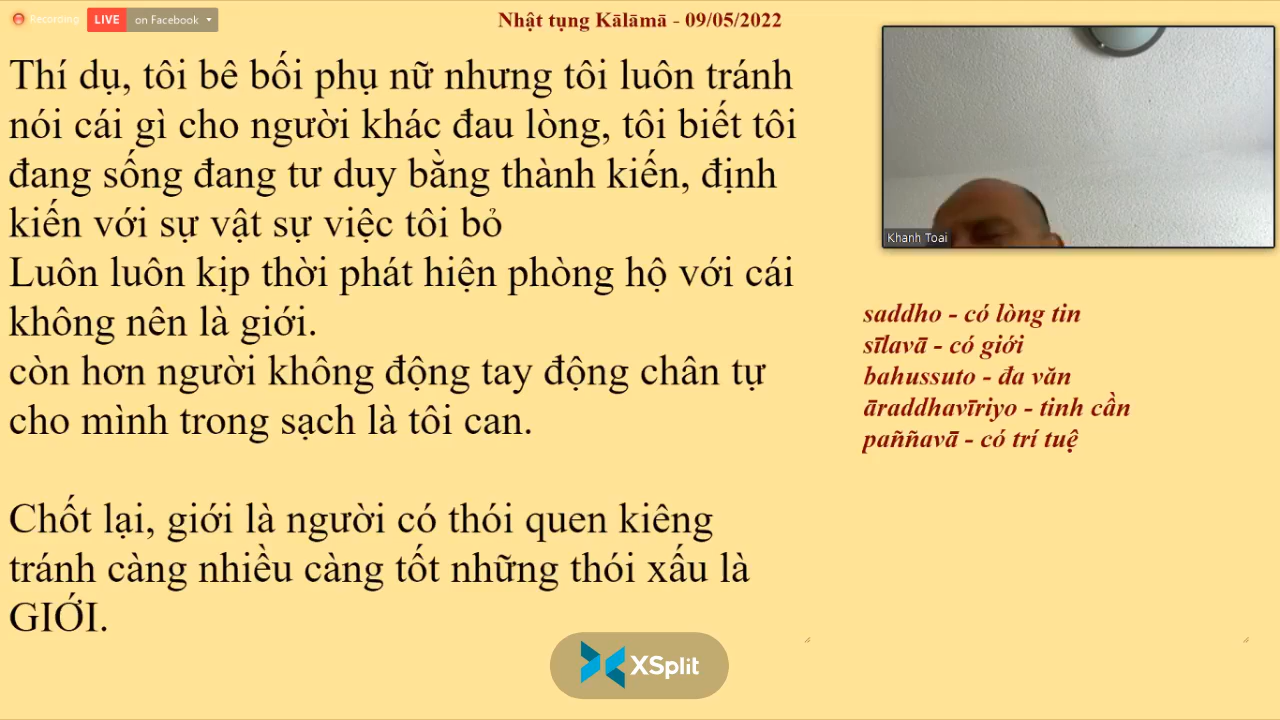 Recording
LIVE on Facebook
Nhật tụng Kālāmā - 09/05/2022
Thí dụ, tôi bê bối phụ nữ nhưng tôi luôn tránh
nói cái gì cho người khác đau lòng, tôi biết tôi
đang sống đang tư duy bằng thành kiến, định
kiến với sự vật sự việc tôi bỏ
Luôn luôn kịp thời phát hiện phòng hộ với cái
không nên là giới.
còn hơn người không động tay động chân tự
cho mình trong sạch là tôi can.
Chốt lại, giới là người có thói quen kiêng
tránh càng nhiều càng tốt những thói xấu là
GIỚI.
Khanh Toai
saddho - có lòng tin
sīlavā - có giới
bahussuto - đa văn
āraddhavīriyo - tinh cần
paññavā - có trí tuệ
XSplit